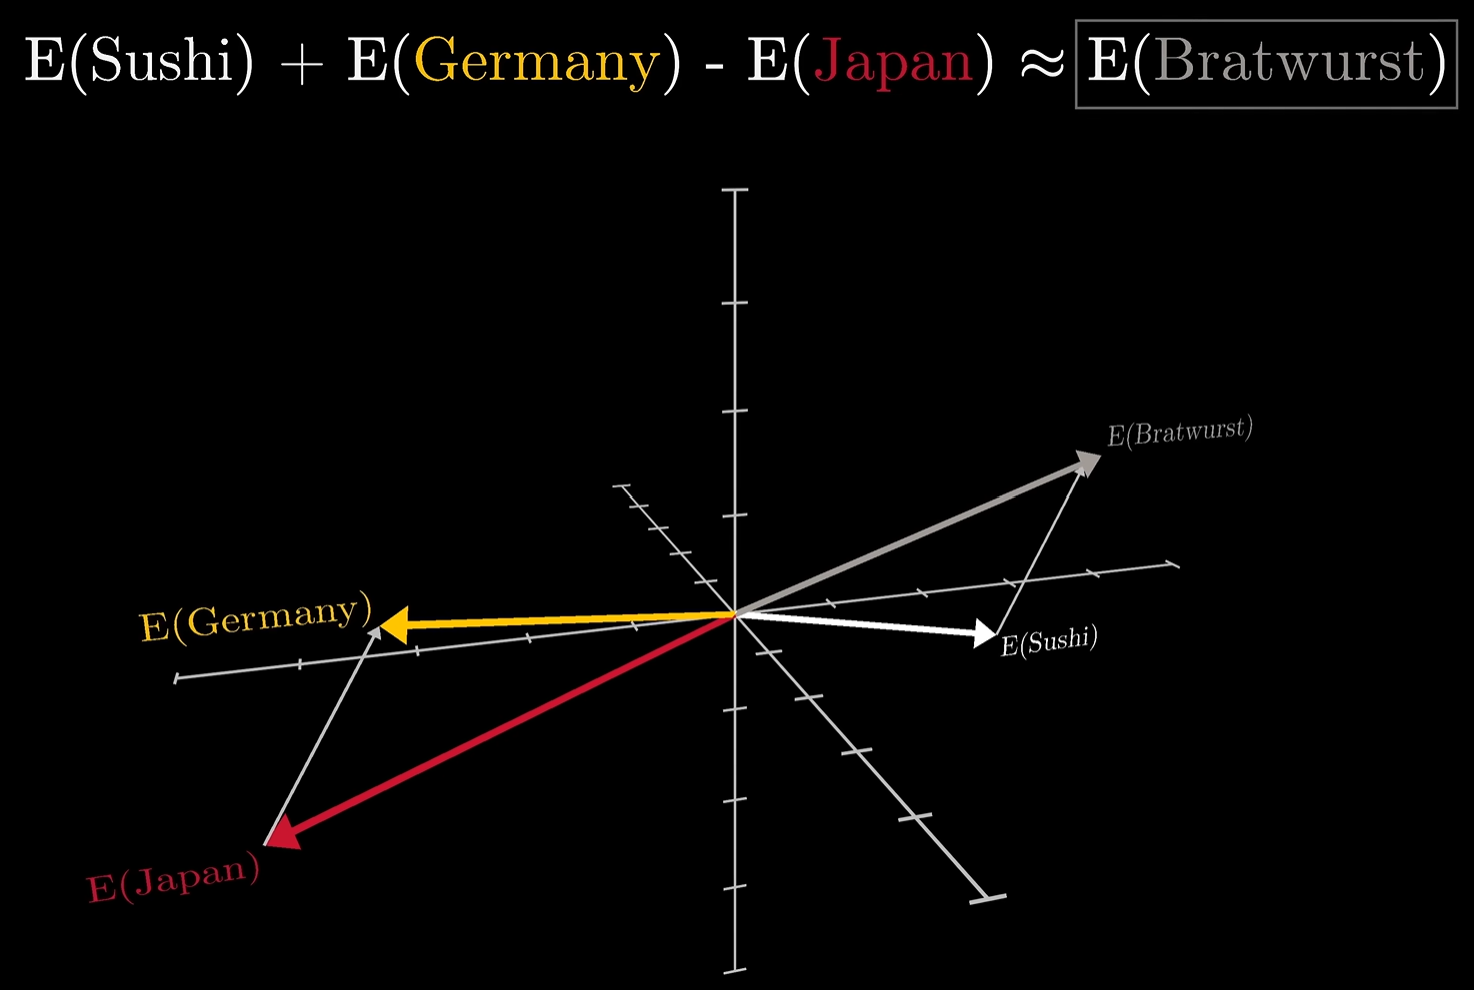 E(Sushi) + E(Germany) - E(Japan) ≈ E(Bratwurst)
E(Bratwurst)
E(Germany)
E(Sushi)
E(Japan)